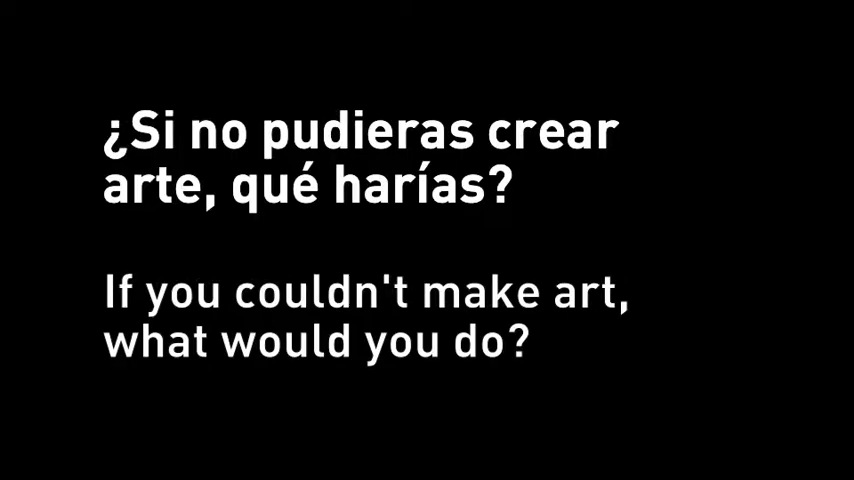 ¿Si no pudieras crear
arte, qué harías?
If you couldn't make art,
what would you do?